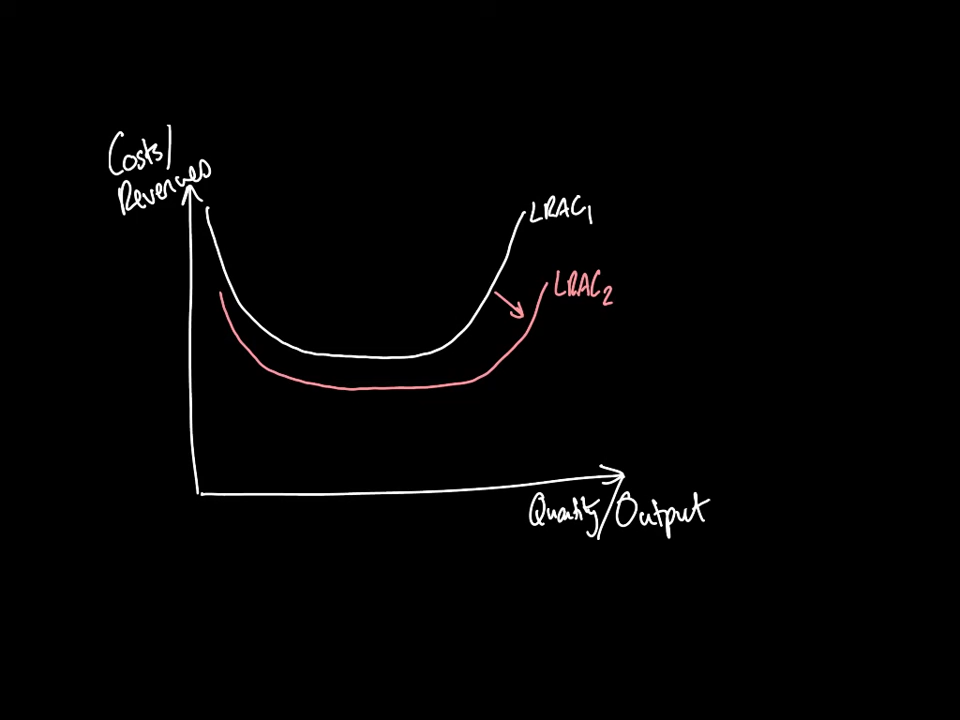 Costs/
Revenues
LRAC1
LRAC2
Quantity/Output